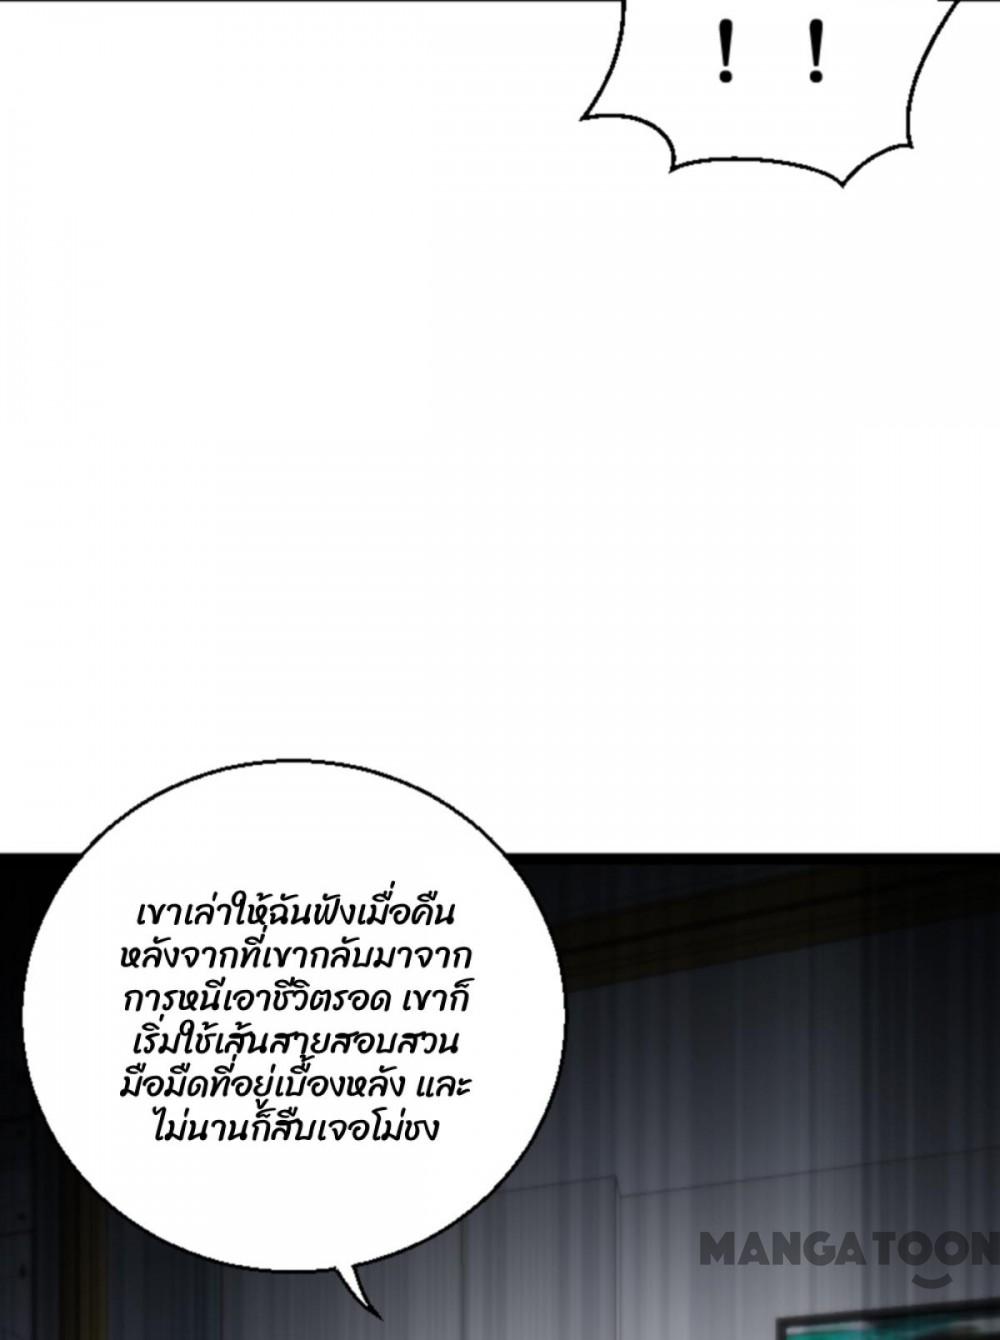 ! !
เขาเล่าให้ฉันฟังเมื่อคืน
หลังจากที่เขากลับมาจาก
การหนีเอาชีวิตรอด เขาก็
เริ่มใช้เส้นสายสอบสวน
มือมืดที่อยู่เบื้องหลัง และ
ไม่นานก็สืบเจอโม่ชง
MANGATOON